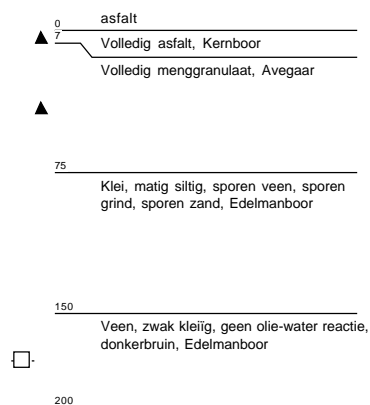 0 asfalt
7 Volledig asfalt, Kernboor
Volledig menggranulaat, Avegaar
75
Klei, matig siltig, sporen veen, sporen
grind, sporen zand, Edelmanboor
150
Veen, zwak kleiïg, geen olie-water reactie,
donkerbruin, Edelmanboor
200